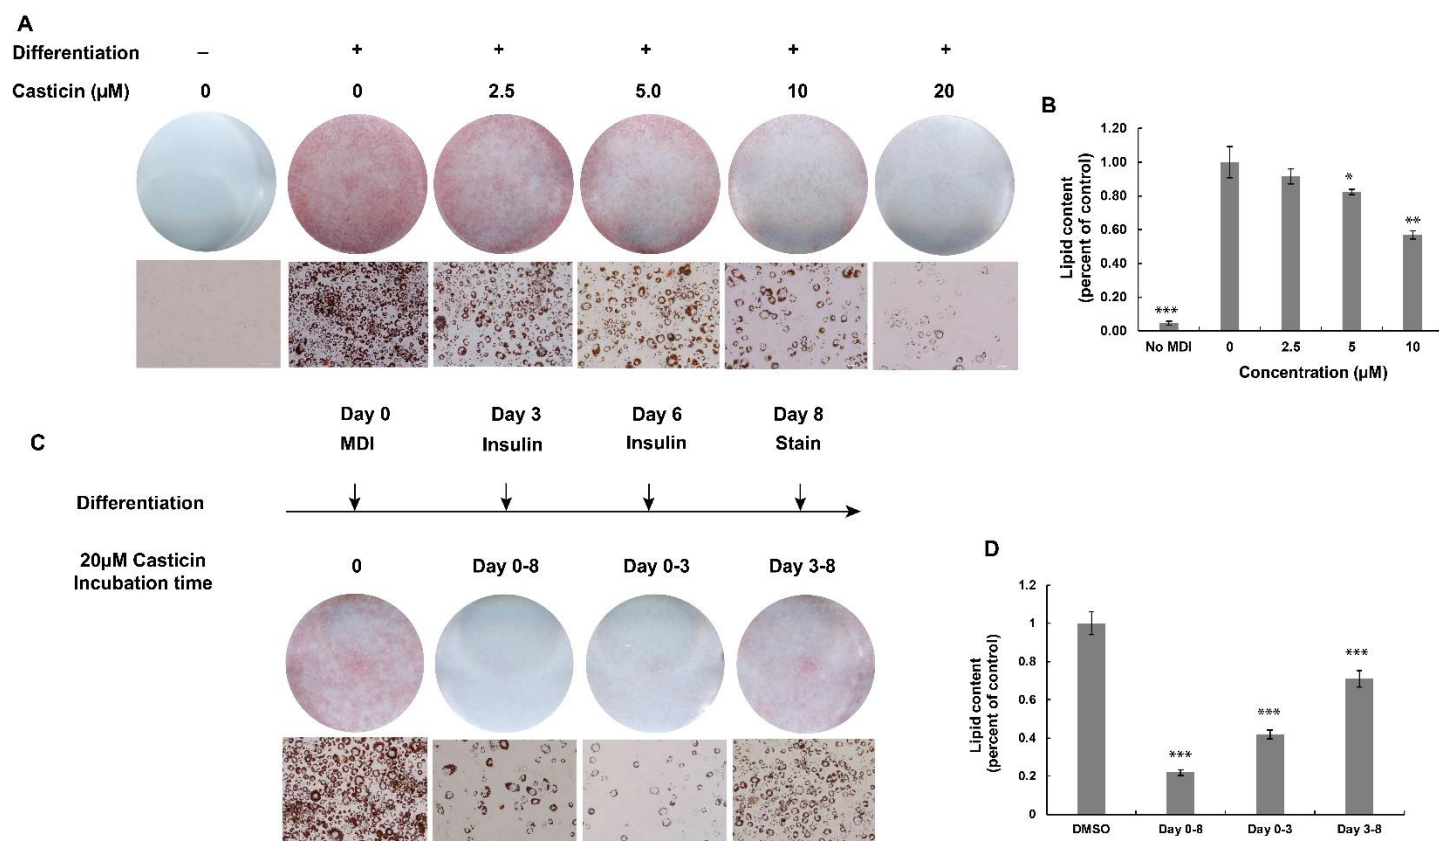 A
Differentiation – + + + + +
Casticin (µM) 0 0 2.5 5.0 10 20
B
1.20
1.00
0.80
0.60
0.40
0.20
0.00
Lipid content
(percent of control)
***
*
**
No MDI 0 2.5 5 10
Concentration (µM)
C
Day 0 Day 3 Day 6 Day 8
MDI Insulin Insulin Stain
Differentiation
20µM Casticin
Incubation time
0 Day 0-8 Day 0-3 Day 3-8
D
1.2
1
0.8
0.6
0.4
0.2
0
Lipid content
(percent of control)
***
***
***
DMSO Day 0-8 Day 0-3 Day 3-8